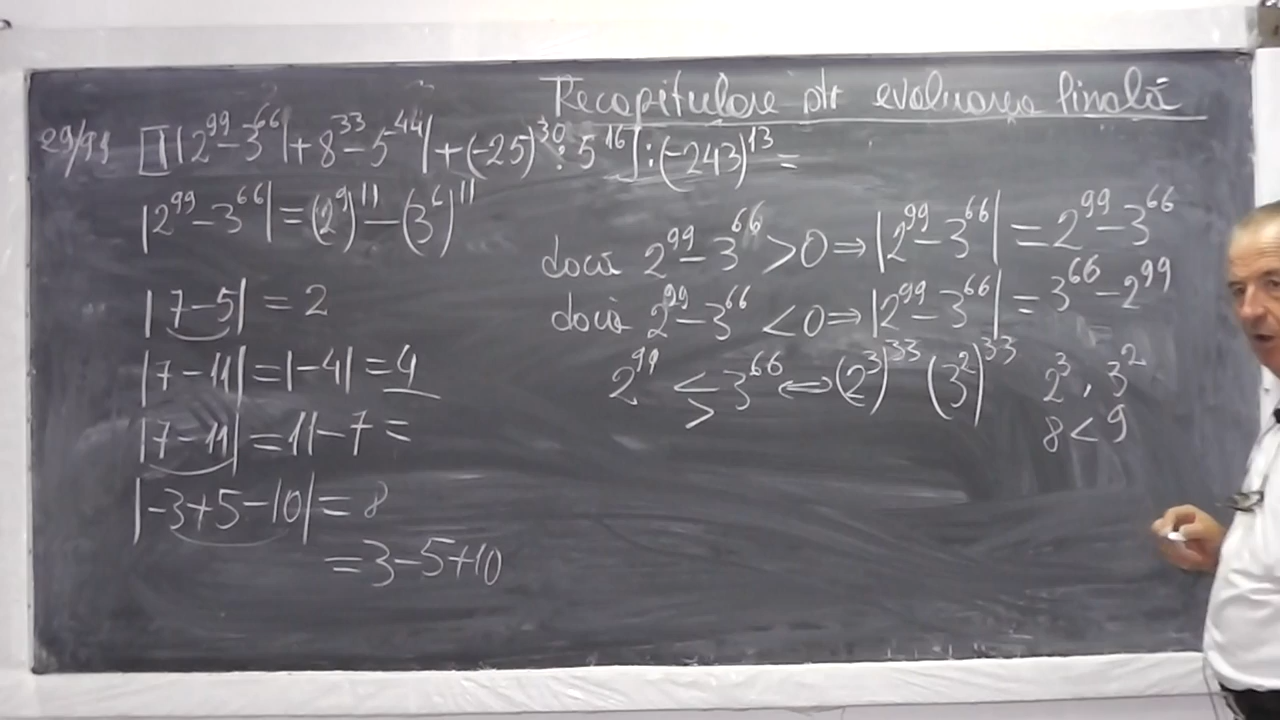 Recapitulare ptr evaluarea finală
29/91 [||2^99-3^66|+8^33-5^44|+(-25)^30:5^16]:(-243)^13=
|2^99-3^66|=(2^9)^11-(3^6)^11
|7-5|=2
|7-11|=|-4|=4
|7-11|=11-7=
|-3+5-10|=8
=3-5+10
dacă 2^99-3^66>0⇒|2^99-3^66|=2^99-3^66
dacă 2^99-3^66<0⇒|2^99-3^66|=3^66-2^99
2^99 < 3^66 ⇔ (2^3)^33 (3^2)^33 2^3, 3^2
> 8<9